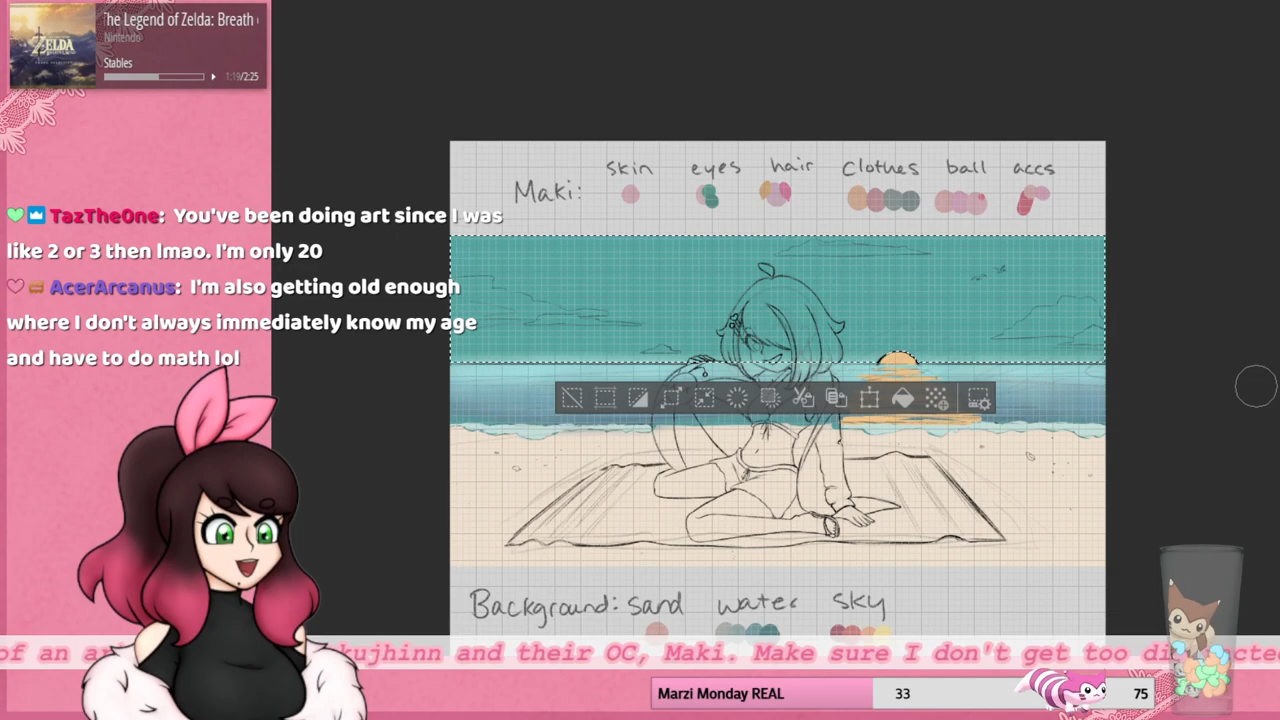 The Legend of Zelda: Breath
Nintendo
ZELDA
Stables
1:19/2:25
skin eyes hair Clothes ball accs
Maki:
TazTheOne: You've been doing art since I was
like 2 or 3 then lmao. I'm only 20
AcerArcanus: I'm also getting old enough
where I don't always immediately know my age
and have to do math lol
Background: sand water sky
of an kujhinn and their OC, Maki. Make sure I don't get too di
Marzi Monday REAL 33 75